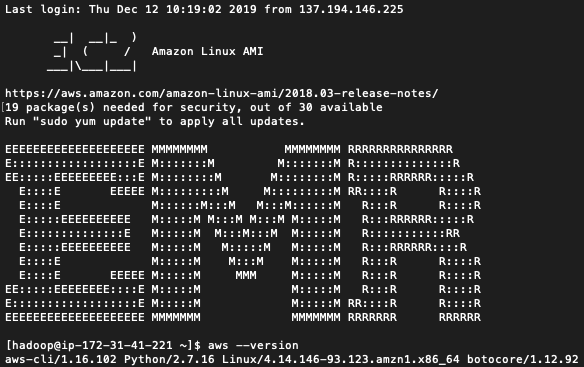 Last login: Thu Dec 12 10:19:02 2019 from 137.194.146.225
       __|  __|_  )
       _|  (     /   Amazon Linux AMI
      ___|\___|___|
https://aws.amazon.com/amazon-linux-ami/2018.03-release-notes/
19 package(s) needed for security, out of 30 available
Run "sudo yum update" to apply all updates.
EEEEEEEEEEEEEEEEEEEE MMMMMMMM           MMMMMMMM RRRRRRRRRRRRRRR
E::::::::::::::::::E M:::::::M         M:::::::M R::::::::::::::R
EE:::::EEEEEEEEE:::E M::::::::M       M::::::::M R:::::RRRRRR:::::R
  E::::E       EEEEE M:::::::::M     M:::::::::M RR::::R      R::::R
  E::::E             M::::::M:::M   M:::M::::::M   R:::R      R::::R
  E:::::EEEEEEEEEE   M:::::M M:::M M:::M M:::::M   R:::RRRRRR:::::R
  E::::::::::::::E   M:::::M  M:::M:::M  M:::::M   R:::::::::::RR
  E:::::EEEEEEEEEE   M:::::M   M:::::M   M:::::M   R:::RRRRRR::::R
  E::::E             M:::::M    M:::M    M:::::M   R:::R      R::::R
  E::::E       EEEEE M:::::M     MMM     M:::::M   R:::R      R::::R
EE:::::EEEEEEEE::::E M:::::M             M:::::M   R:::R      R::::R
E::::::::::::::::::E M:::::M             M:::::M RR::::R      R::::R
EEEEEEEEEEEEEEEEEEEE MMMMMMM             MMMMMMM RRRRRRR      RRRRRR
[hadoop@ip-172-31-41-221 ~]$ aws --version
aws-cli/1.16.102 Python/2.7.16 Linux/4.14.146-93.123.amzn1.x86_64 botocore/1.12.92